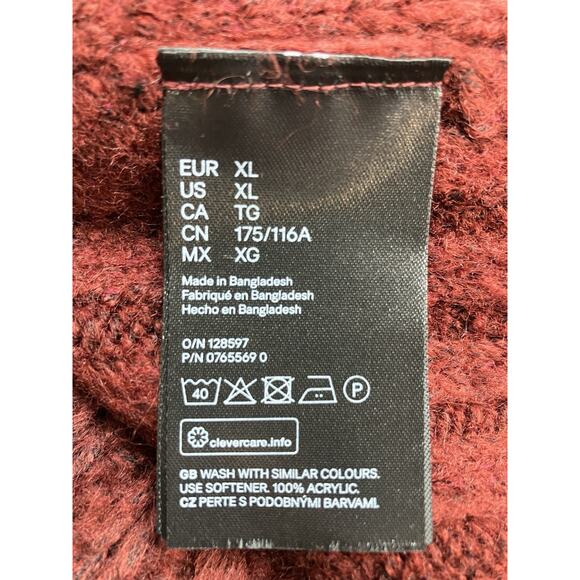 EUR XL
US XL
CA TG
CN 175/116A
MX XG
Made in Bangladesh
Fabriqué en Bangladesh
Hecho en Bangladesh
O/N 128597
P/N 0765569 0
40 P
clevercare.info
GB WASH WITH SIMILAR COLOURS.
USE SOFTENER. 100% ACRYLIC.
CZ PERTE S PODOBNÝMI BARVAMI.